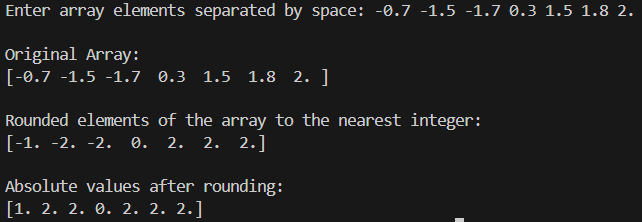 Enter array elements separated by space: -0.7 -1.5 -1.7 0.3 1.5 1.8 2.
Original Array:
[-0.7 -1.5 -1.7  0.3  1.5  1.8  2. ]
Rounded elements of the array to the nearest integer:
[-1. -2. -2.  0.  2.  2.  2.]
Absolute values after rounding:
[1. 2. 2. 0. 2. 2. 2.]